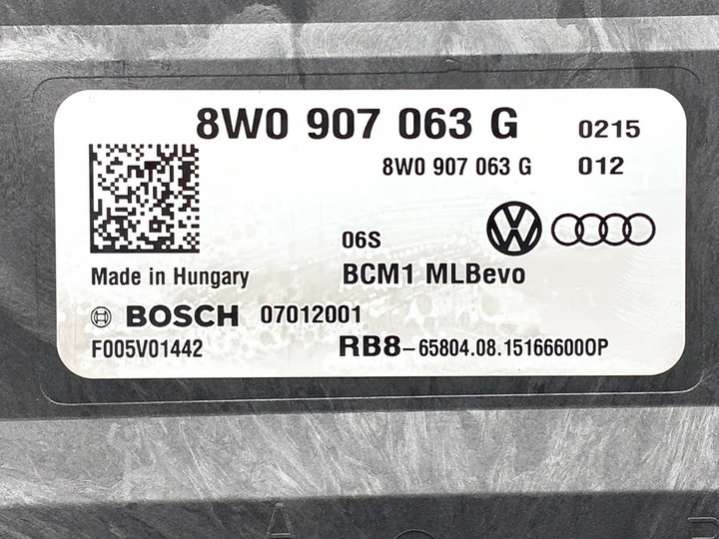 8W0 907 063 G 0215
8W0 907 063 G 012
06S
Made in Hungary BCM1 MLBevo
BOSCH 07012001
F005V01442 RB8-65804.08.151666000P